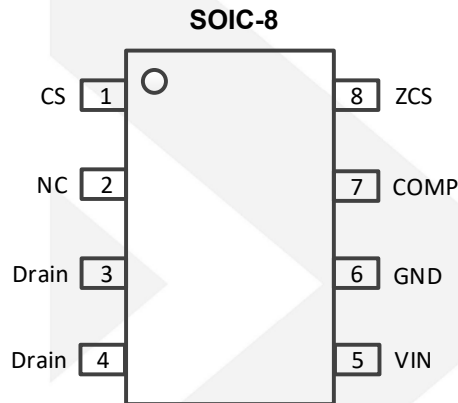 SOIC-8
CS 1 8 ZCS
NC 2 7 COMP
Drain 3 6 GND
Drain 4 5 VIN